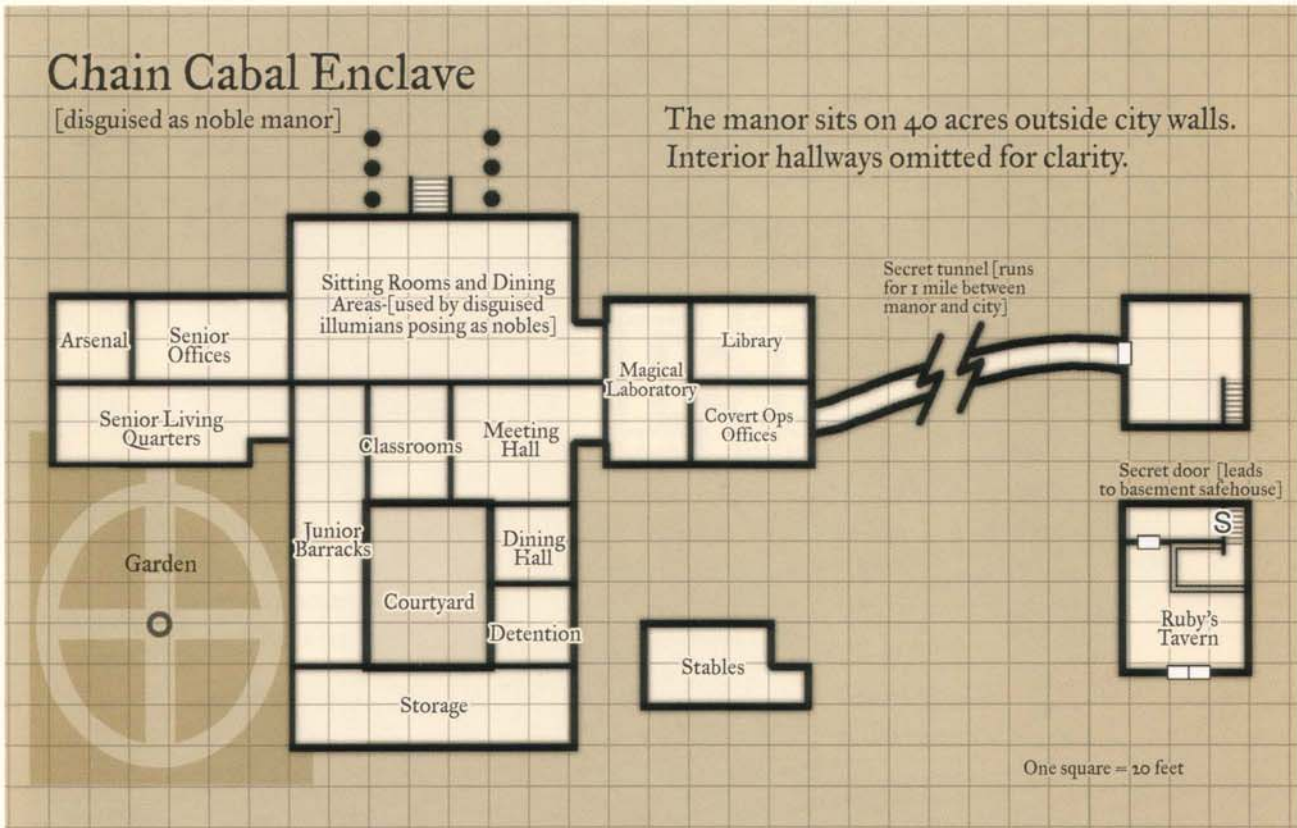 Chain Cabal Enclave
[disguised as noble manor]
The manor sits on 40 acres outside city walls.
Interior hallways omitted for clarity.
Sitting Rooms and Dining
Areas-[used by disguised
illumians posing as nobles]
Secret tunnel [runs
for 1 mile between
manor and city]
Arsenal
Senior
Offices
Library
Magical
Laboratory
Senior Living
Quarters
Classrooms
Meeting
Hall
Covert Ops
Offices
Secret door [leads
to basement safehouse]
S
Junior
Barracks
Dining
Hall
Garden
Courtyard
Detention
Ruby's
Tavern
Stables
Storage
One square = 20 feet